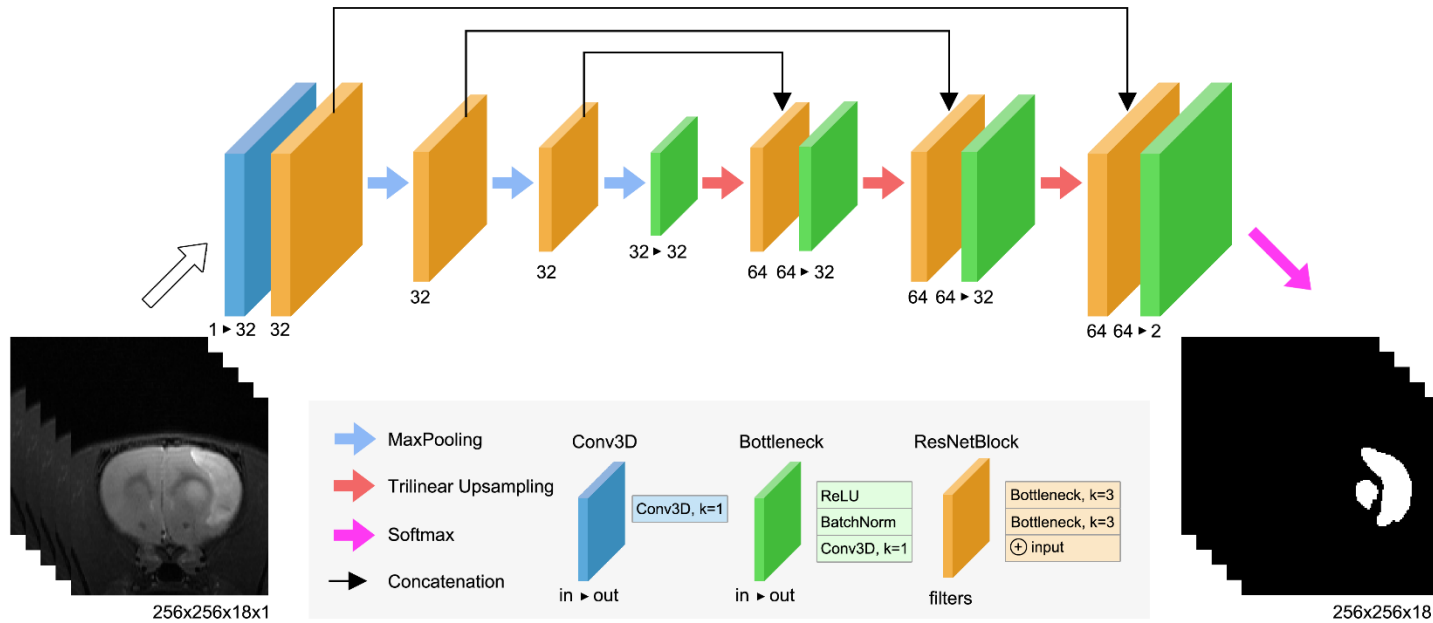 1 ▸ 32
32
32
32
32 ▸ 32
64
64 ▸ 32
64
64 ▸ 32
64
64 ▸ 2
256x256x18x1
256x256x18
MaxPooling
Trilinear Upsampling
Softmax
Concatenation
Conv3D
Conv3D, k=1
in ▸ out
Bottleneck
ReLU
BatchNorm
Conv3D, k=1
in ▸ out
ResNetBlock
Bottleneck, k=3
Bottleneck, k=3
⊕ input
filters